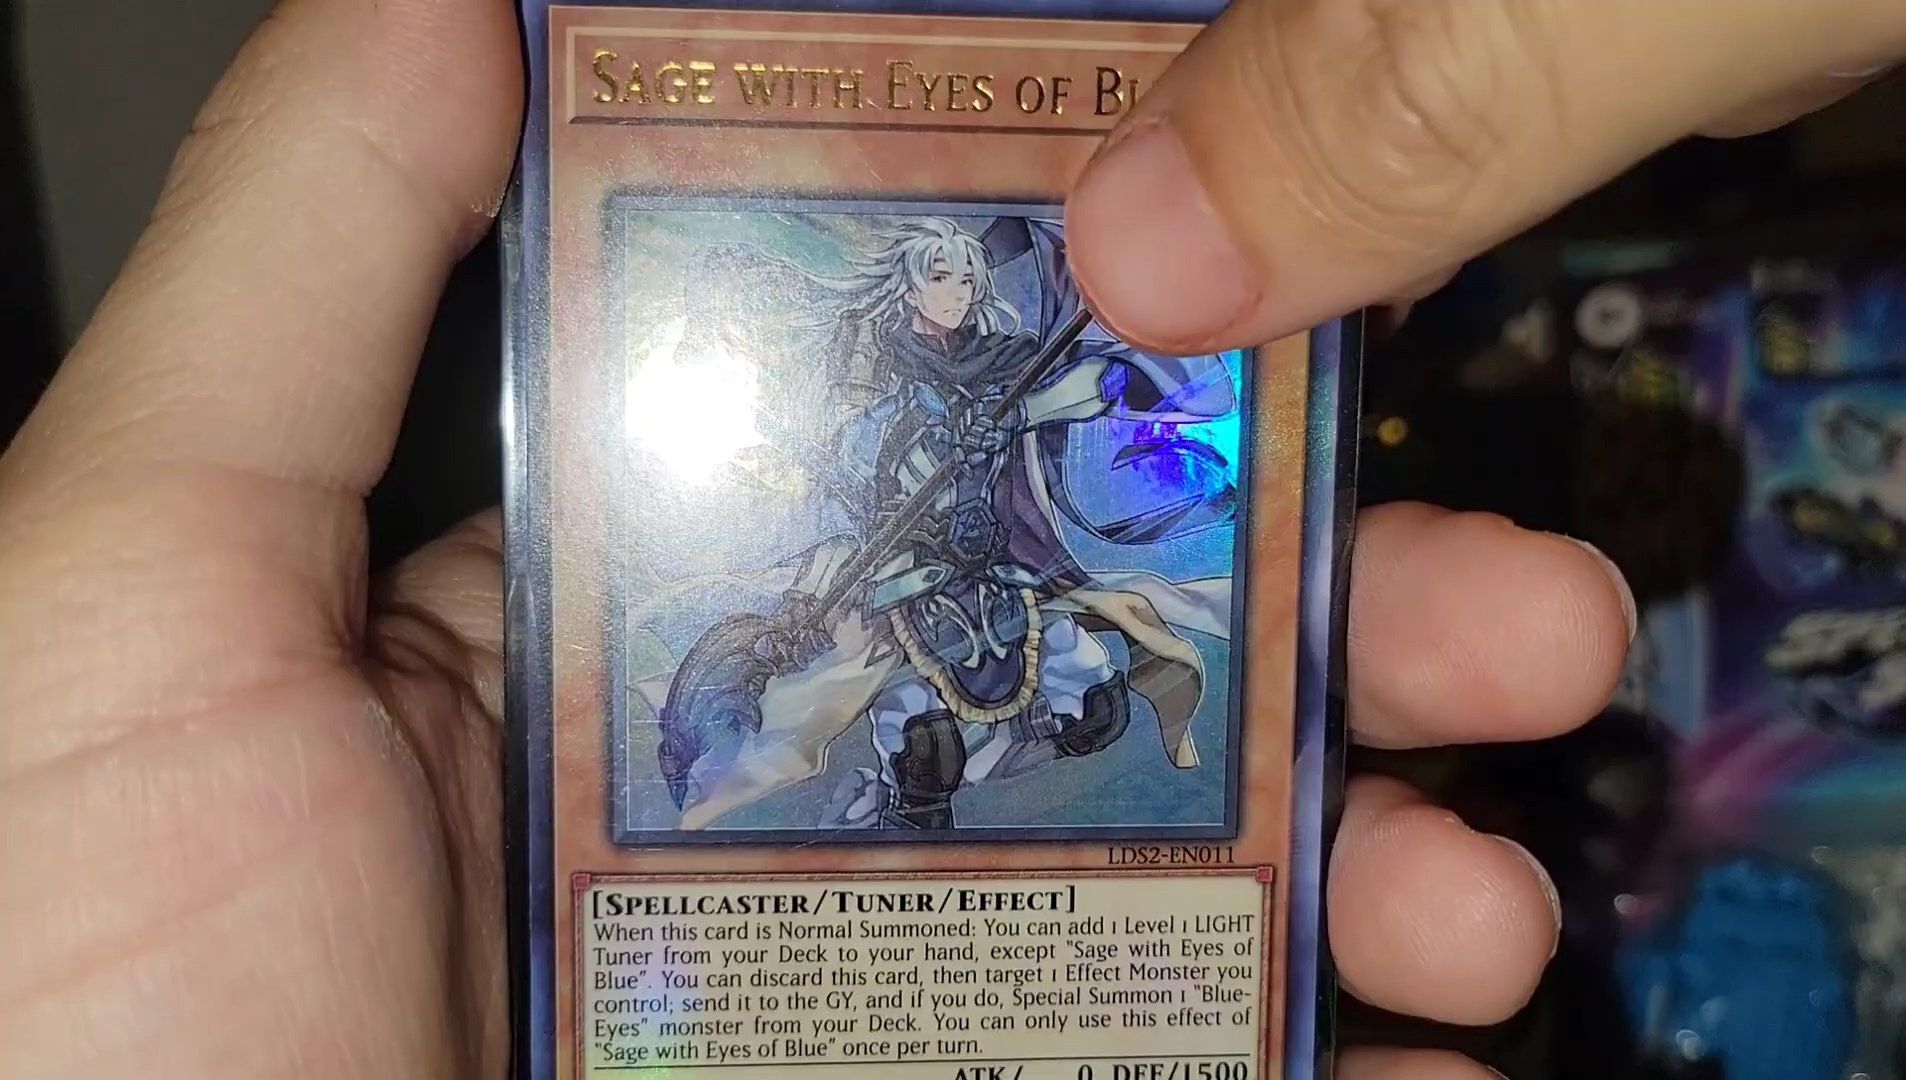 SAGE WITH EYES OF
LDS2-EN011
[SPELLCASTER/TUNER/EFFECT]
When this card is Normal Summoned: You can add 1 Level 1 LIGHT
Tuner from your Deck to your hand, except "Sage with Eyes of
Blue". You can discard this card, then target 1 Effect Monster you
control; send it to the GY, and if you do, Special Summon 1 "Blue-
Eyes" monster from your Deck. You can only use this effect of
"Sage with Eyes of Blue" once per turn.
ATK/ 0 DEF/1500